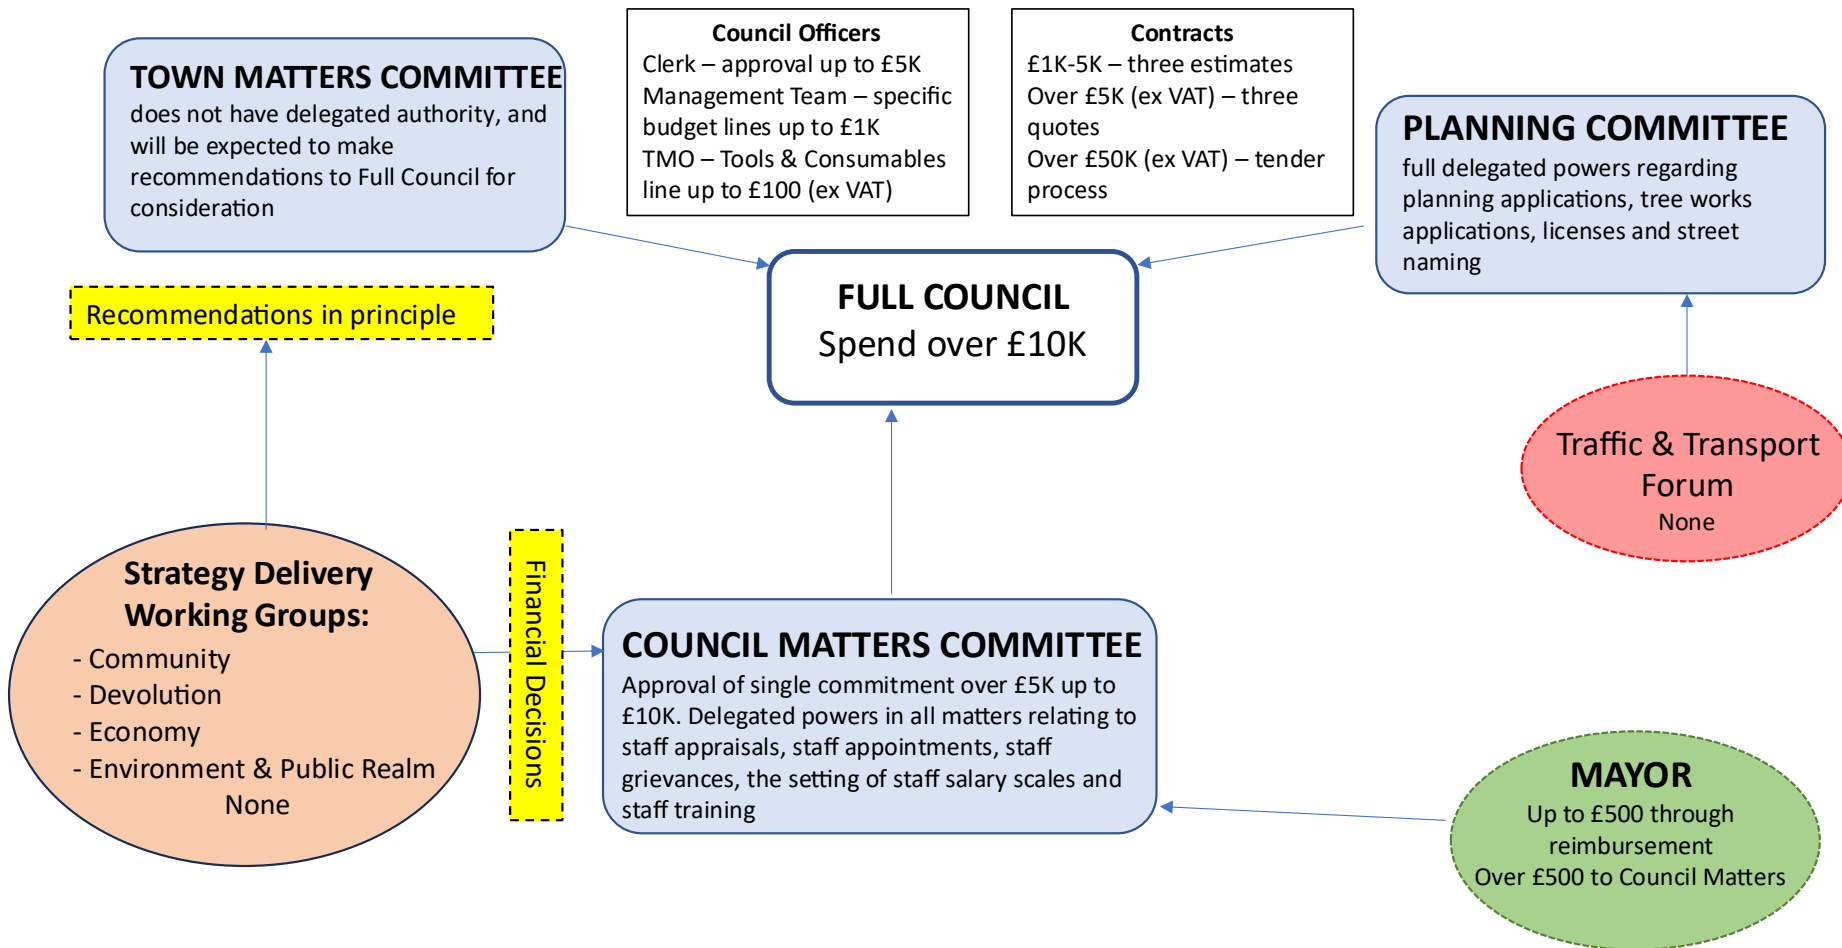 TOWN MATTERS COMMITTEE
does not have delegated authority, and
will be expected to make
recommendations to Full Council for
consideration
Council Officers
Clerk – approval up to £5K
Management Team – specific
budget lines up to £1K
TMO – Tools & Consumables
line up to £100 (ex VAT)
Contracts
£1K-5K – three estimates
Over £5K (ex VAT) – three
quotes
Over £50K (ex VAT) – tender
process
PLANNING COMMITTEE
full delegated powers regarding
planning applications, tree works
applications, licenses and street
naming
Recommendations in principle
FULL COUNCIL
Spend over £10K
Traffic & Transport
Forum
None
Strategy Delivery
Working Groups:
- Community
- Devolution
- Economy
- Environment & Public Realm
None
Financial Decisions
COUNCIL MATTERS COMMITTEE
Approval of single commitment over £5K up to
£10K. Delegated powers in all matters relating to
staff appraisals, staff appointments, staff
grievances, the setting of staff salary scales and
staff training
MAYOR
Up to £500 through
reimbursement
Over £500 to Council Matters